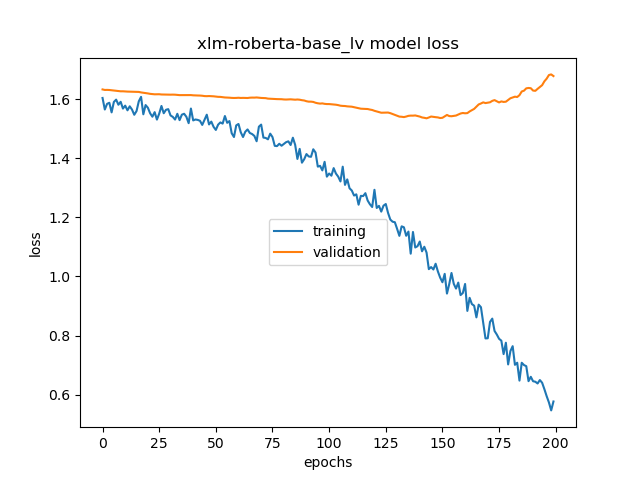 xlm-roberta-base_lv model loss
1.6
1.4
1.2
1.0
0.8
0.6
loss
training
validation
0 25 50 75 100 125 150 175 200
epochs